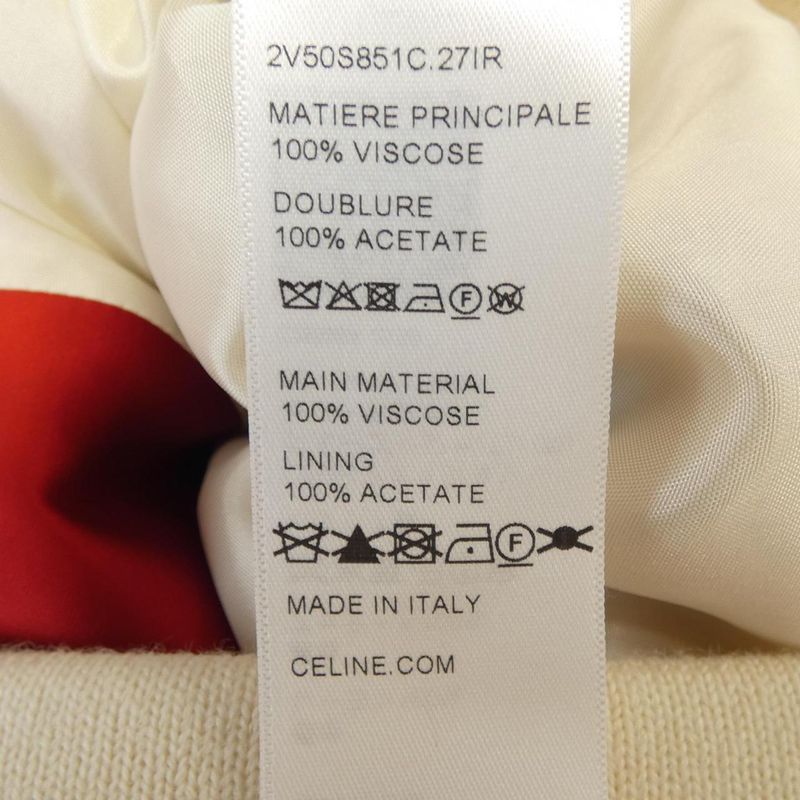 2V50S851C.27IR
MATIERE PRINCIPALE
100% VISCOSE
DOUBLURE
100% ACETATE
F W
MAIN MATERIAL
100% VISCOSE
LINING
100% ACETATE
F
MADE IN ITALY
CELINE.COM